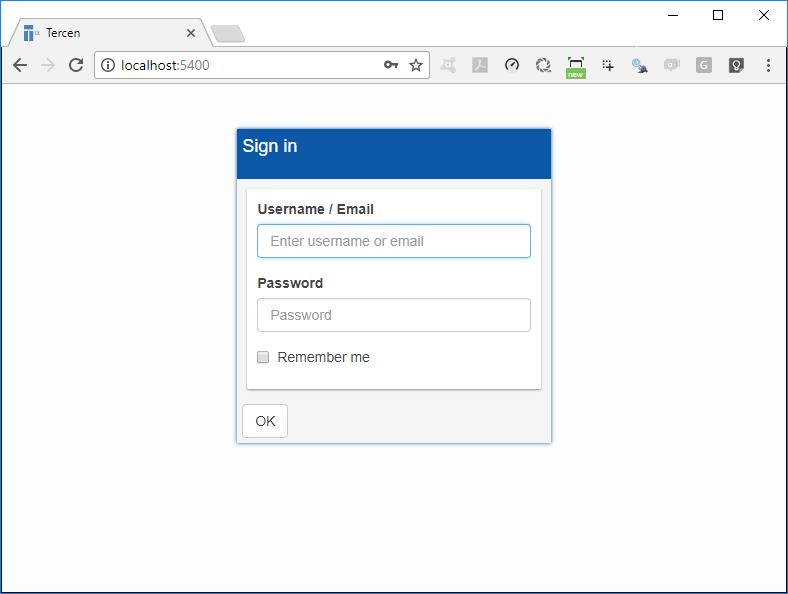 Tercen
localhost:5400
new
G
Sign in
Username / Email
Enter username or email
Password
Password
Remember me
OK